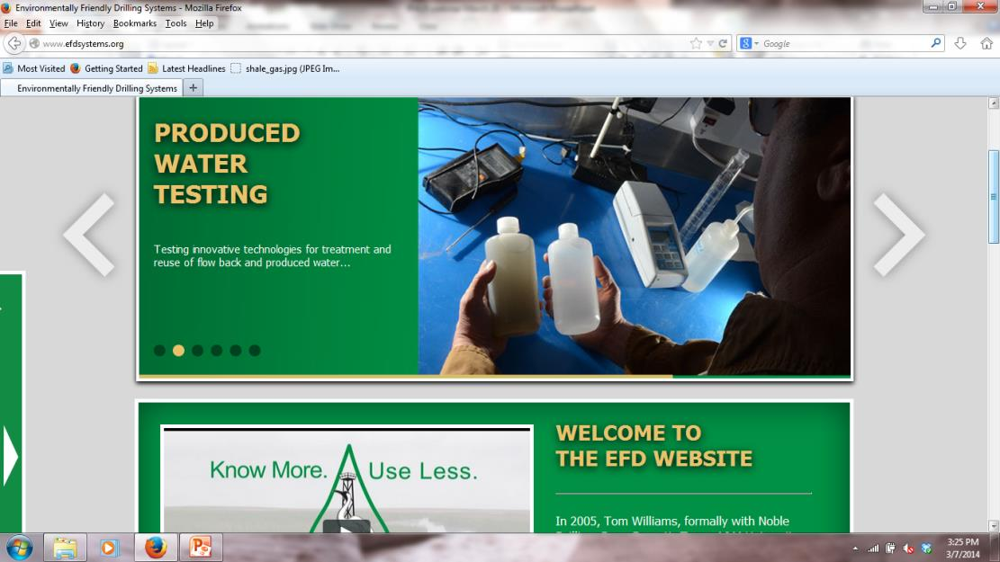 Environmentally Friendly Drilling Systems - Mozilla Firefox
File Edit View History Bookmarks Tools Help
www.efdsystems.org
Google
Most Visited Getting Started Latest Headlines shale_gas.jpg (JPEG Im...
Environmentally Friendly Drilling Systems
PRODUCED
WATER
TESTING
Testing innovative technologies for treatment and
reuse of flow back and produced water...
Know More. Use Less.
WELCOME TO
THE EFD WEBSITE
In 2005, Tom Williams, formally with Noble
3:25 PM
3/7/2014